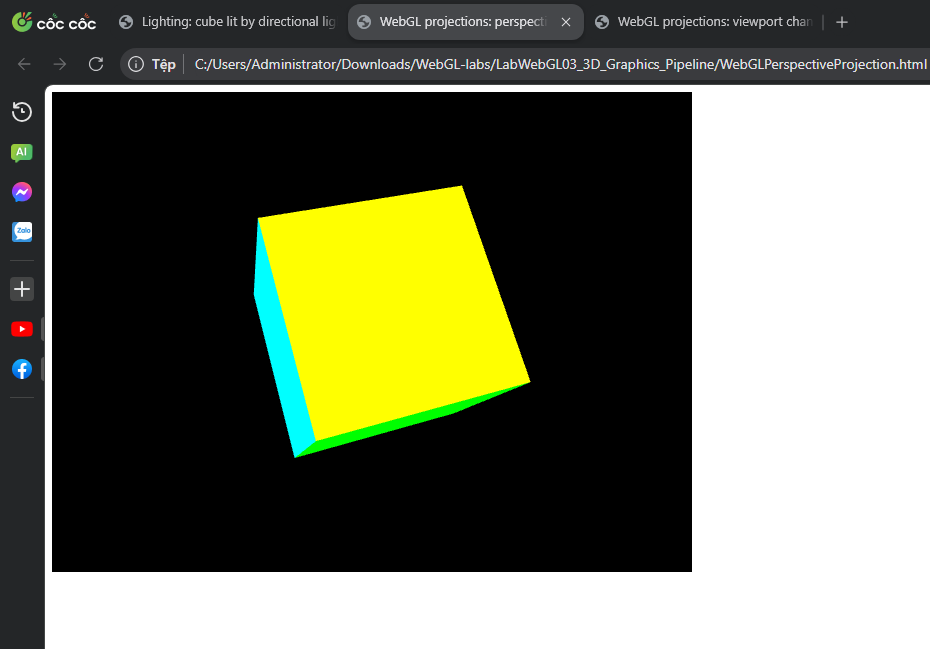 cốc cốc
Lighting: cube lit by directional lig
WebGL projections: perspecti
WebGL projections: viewport chan
Tệp
C:/Users/Administrator/Downloads/WebGL-labs/LabWebGL03_3D_Graphics_Pipeline/WebGLPerspectiveProjection.html
AI
Zalo